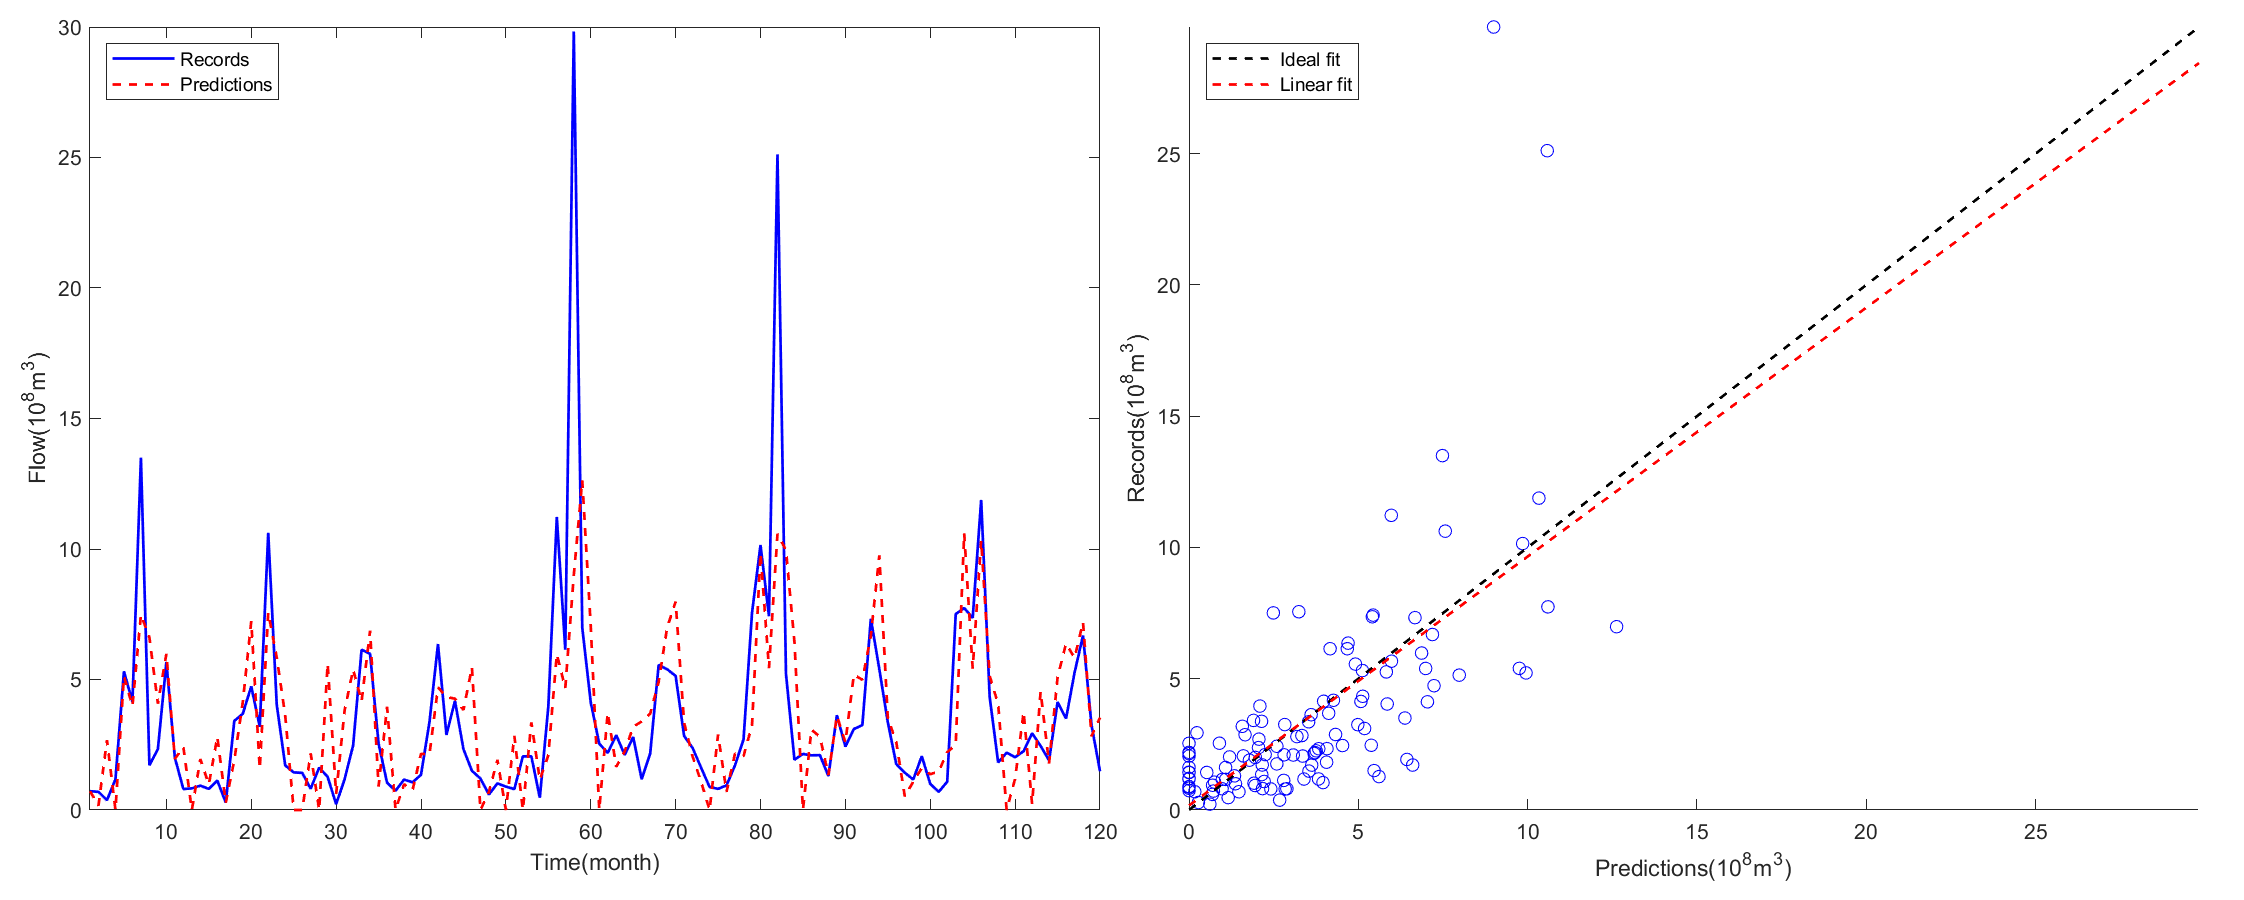 30
25
20
15
10
5
0
Flow(10⁸m³)
Records
Predictions
10 20 30 40 50 60 70 80 90 100 110 120
Time(month)
25
20
15
10
5
0
Records(10⁸m³)
Ideal fit
Linear fit
0 5 10 15 20 25
Predictions(10⁸m³)